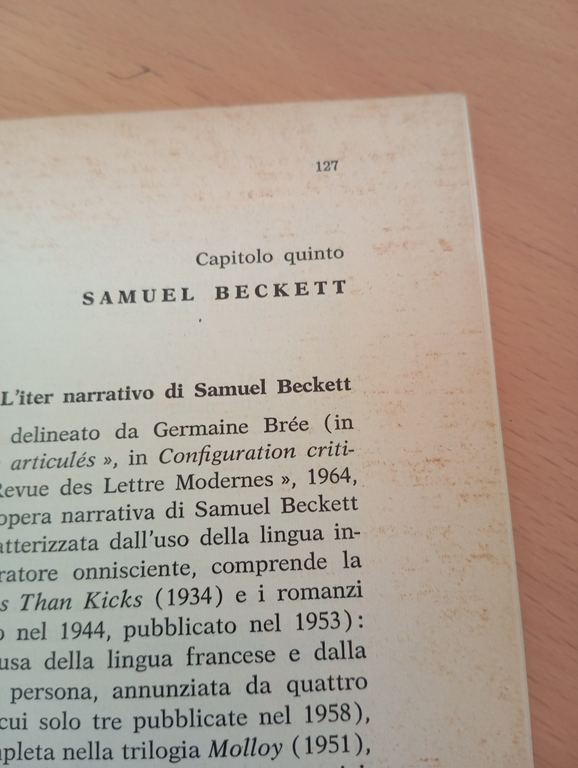 127
Capitolo quinto
SAMUEL BECKETT
L'iter narrativo di Samuel Beckett
delineato da Germaine Brée (in
articulés », in Configuration criti-
Revue des Lettre Modernes », 1964,
opera narrativa di Samuel Beckett
atterizzata dall'uso della lingua in-
ratore onnisciente, comprende la
s Than Kicks (1934) e i romanzi
o nel 1944, pubblicato nel 1953):
usa della lingua francese e dalla
persona, annunziata da quattro
cui solo tre pubblicate nel 1958),
mpleta nella trilogia Molloy (1951),